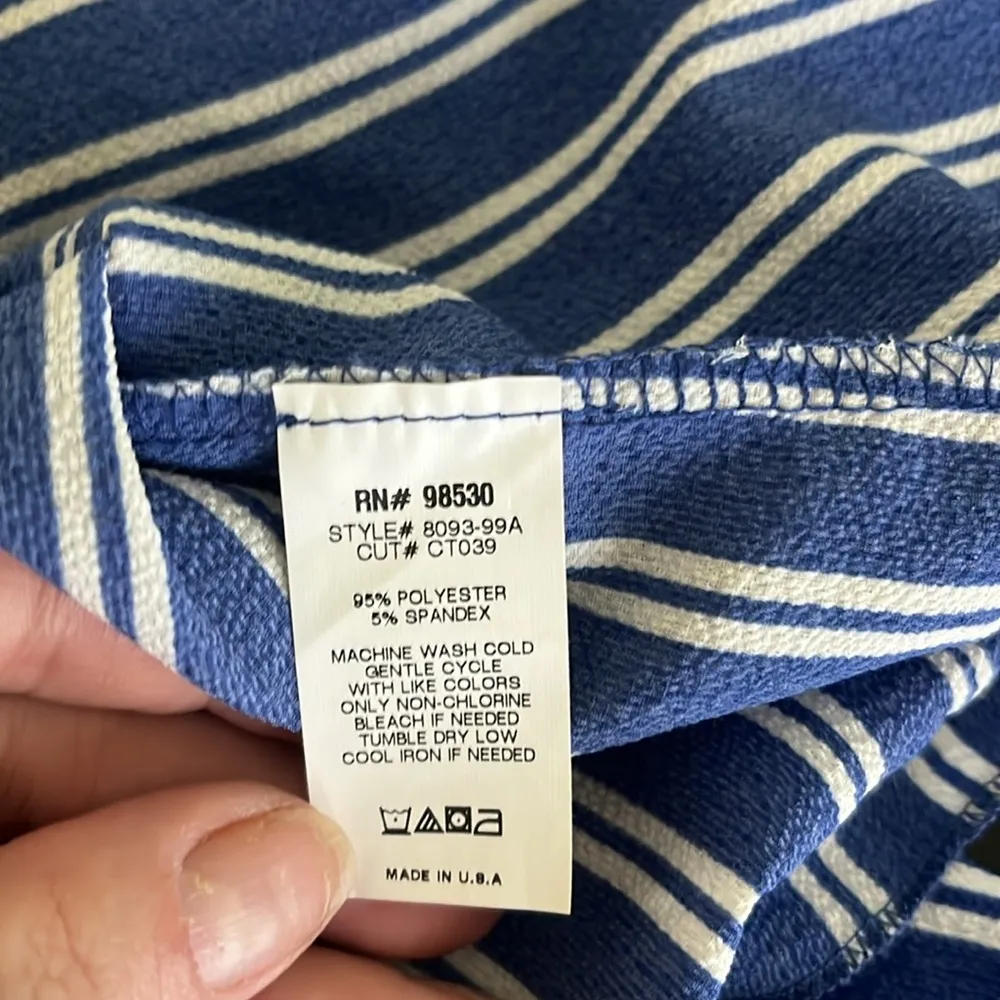 RN# 98530
STYLE# 8093-99A
CUT# CT039
95% POLYESTER
5% SPANDEX
MACHINE WASH COLD
GENTLE CYCLE
WITH LIKE COLORS
ONLY NON-CHLORINE
BLEACH IF NEEDED
TUMBLE DRY LOW
COOL IRON IF NEEDED
MADE IN U.S.A